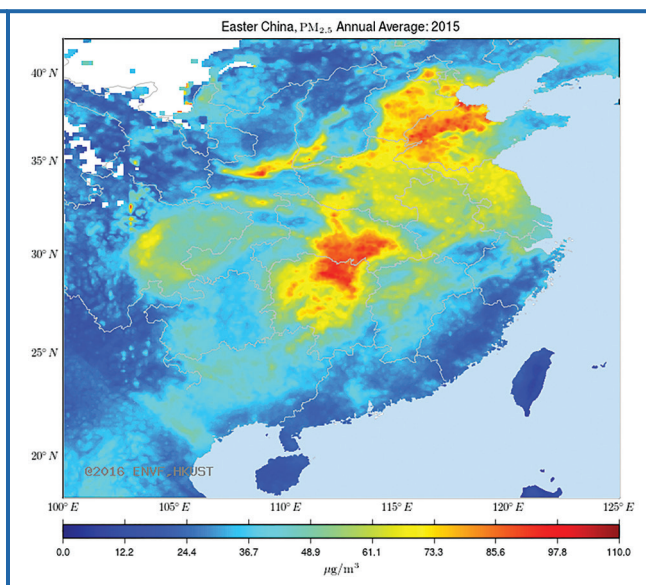 Easter China, PM₂.₅ Annual Average: 2015
40° N
35° N
30° N
25° N
20° N
@2016 ENVF.HKUST
100° E
105° E
110° E
115° E
120° E
125° E
0.0
12.2
24.4
36.7
48.9
61.1
73.3
85.6
97.8
110.0
µg/m³